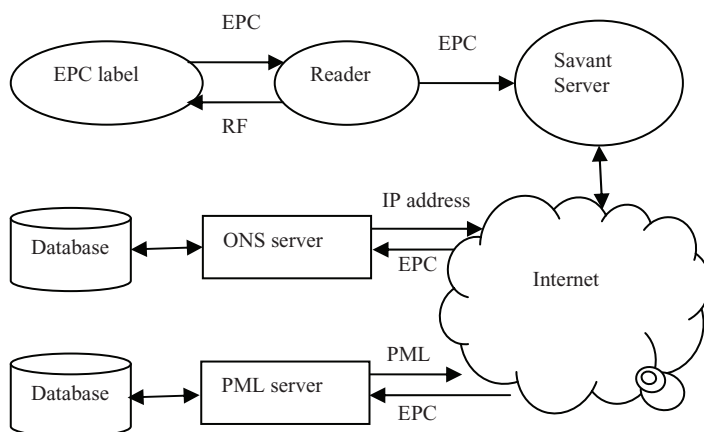 EPC
EPC
EPC label
Reader
Savant
Server
RF
IP address
Database
ONS server
EPC
Internet
PML
Database
PML server
EPC